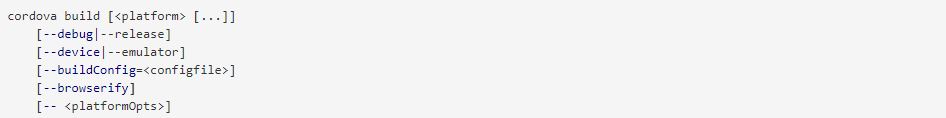 cordova build [<platform> [...]]
    [--debug|--release]
    [--device|--emulator]
    [--buildConfig=<configfile>]
    [--browserify]
    [-- <platformOpts>]